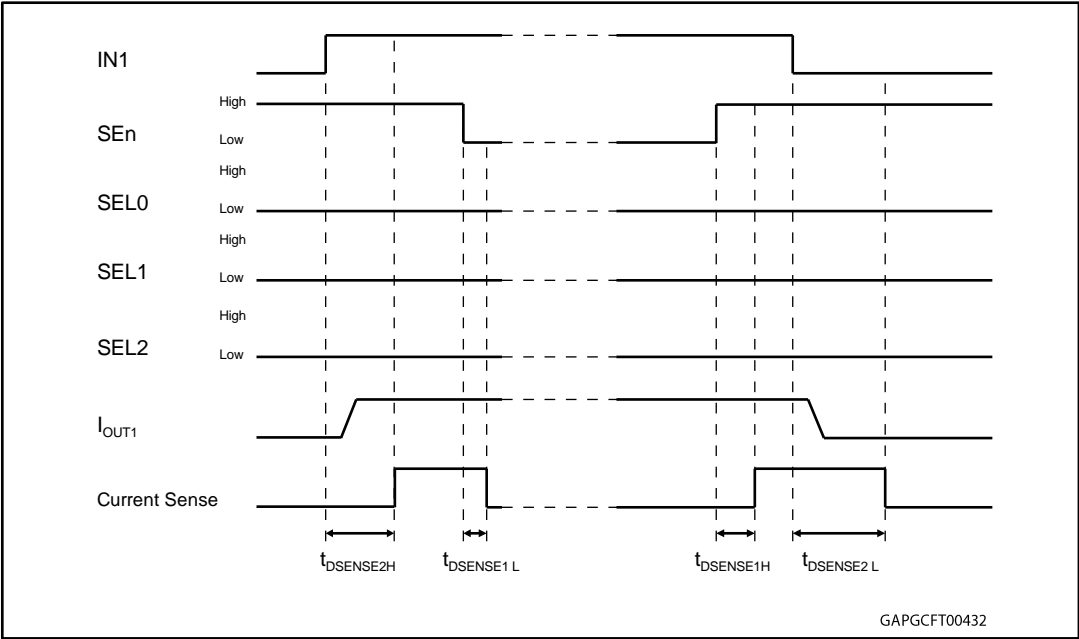 IN1
High
SEn
Low
High
SEL0
Low
High
SEL1
Low
High
SEL2
Low
IOUT1
Current Sense
tDSENSE2H tDSENSE1 L tDSENSE1H tDSENSE2 L
GAPGCFT00432